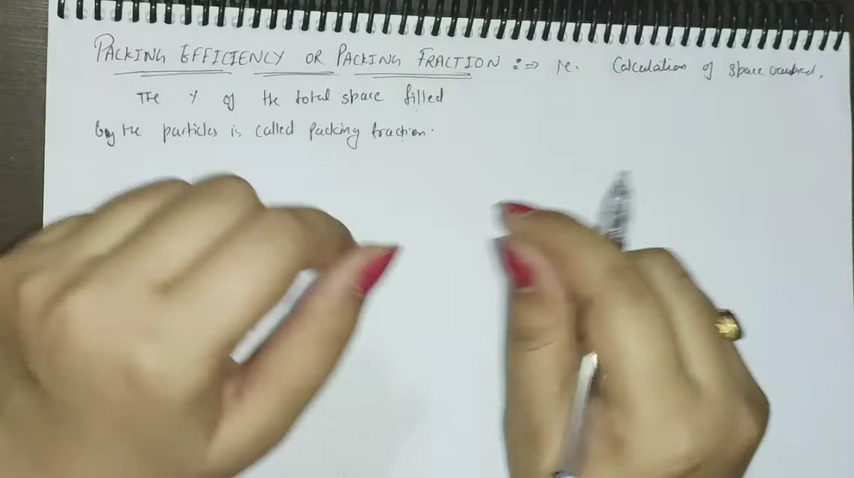 PACKING EFFICIENCY OR PACKING FRACTION :⇒ ie. Calculation of space occupied.
The % of the total space filled
by the particles is called packing fraction.